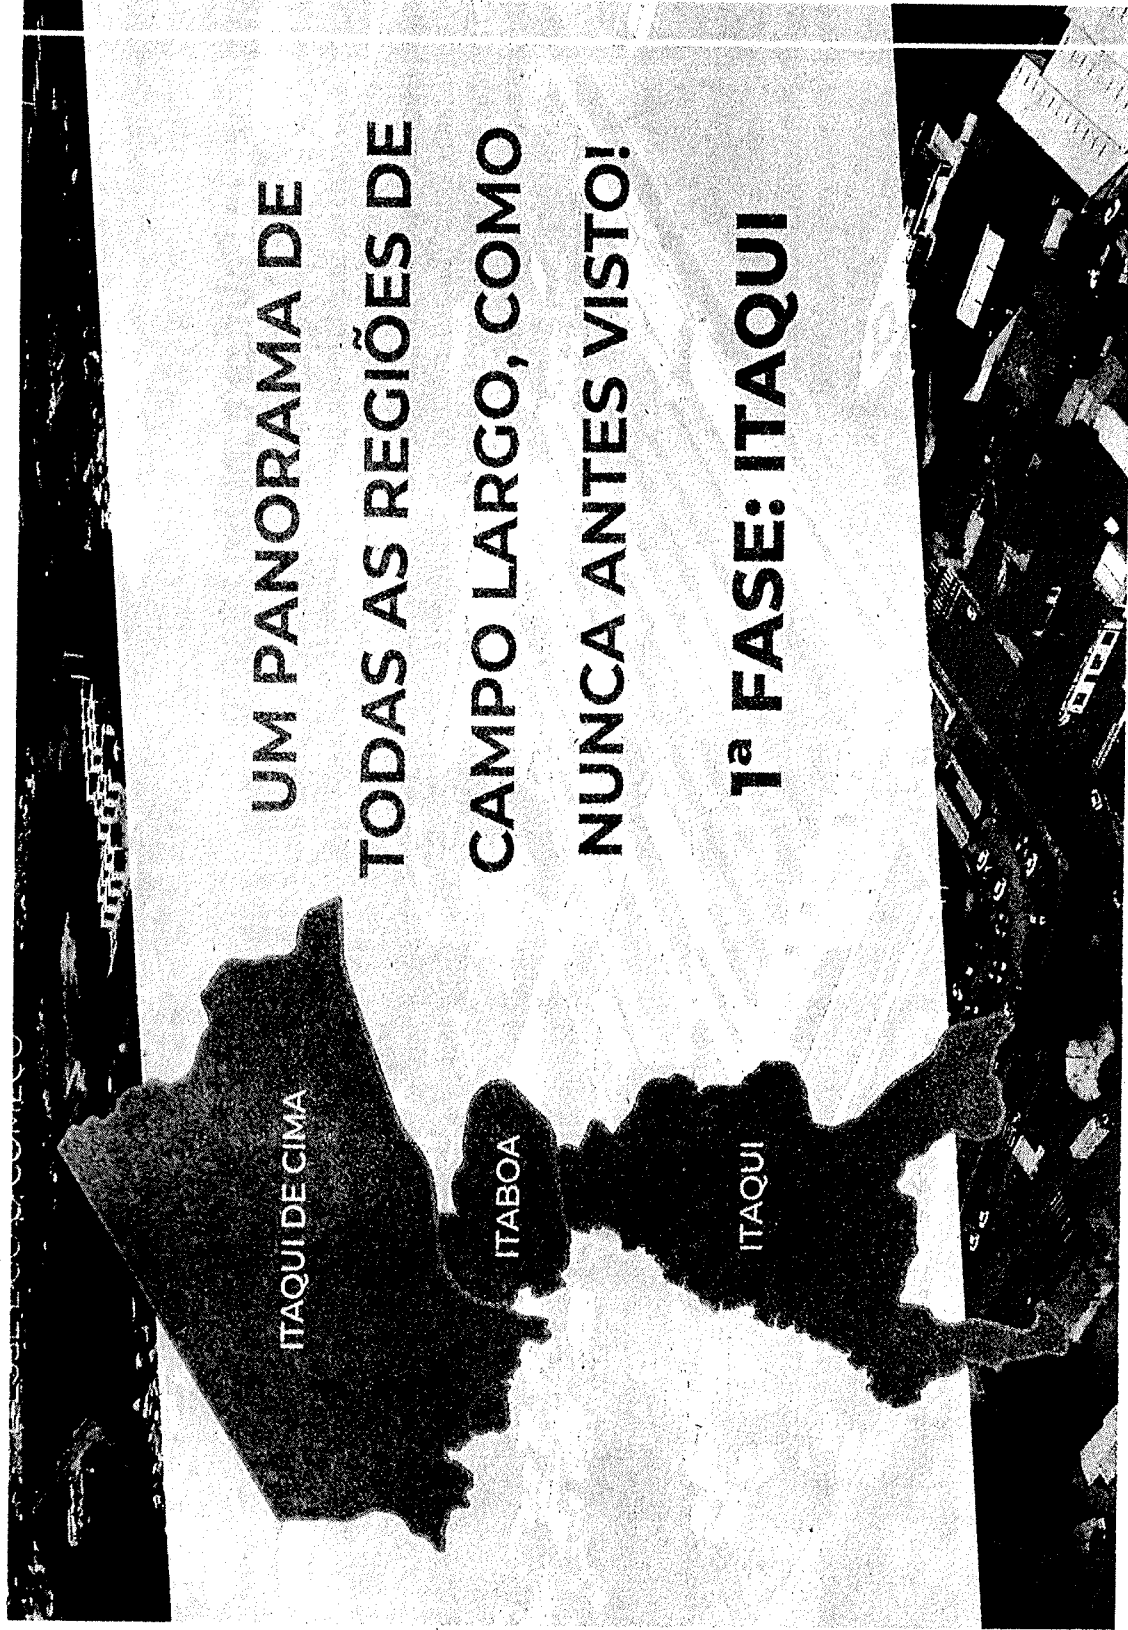 UM PANORAMA DE
TODAS AS REGIÕES DE
CAMPO LARGO, COMO
NUNCA ANTES VISTO!
1ª FASE: ITAQUI
ITAQUI DE CIMA
ITABOA
ITAQUI